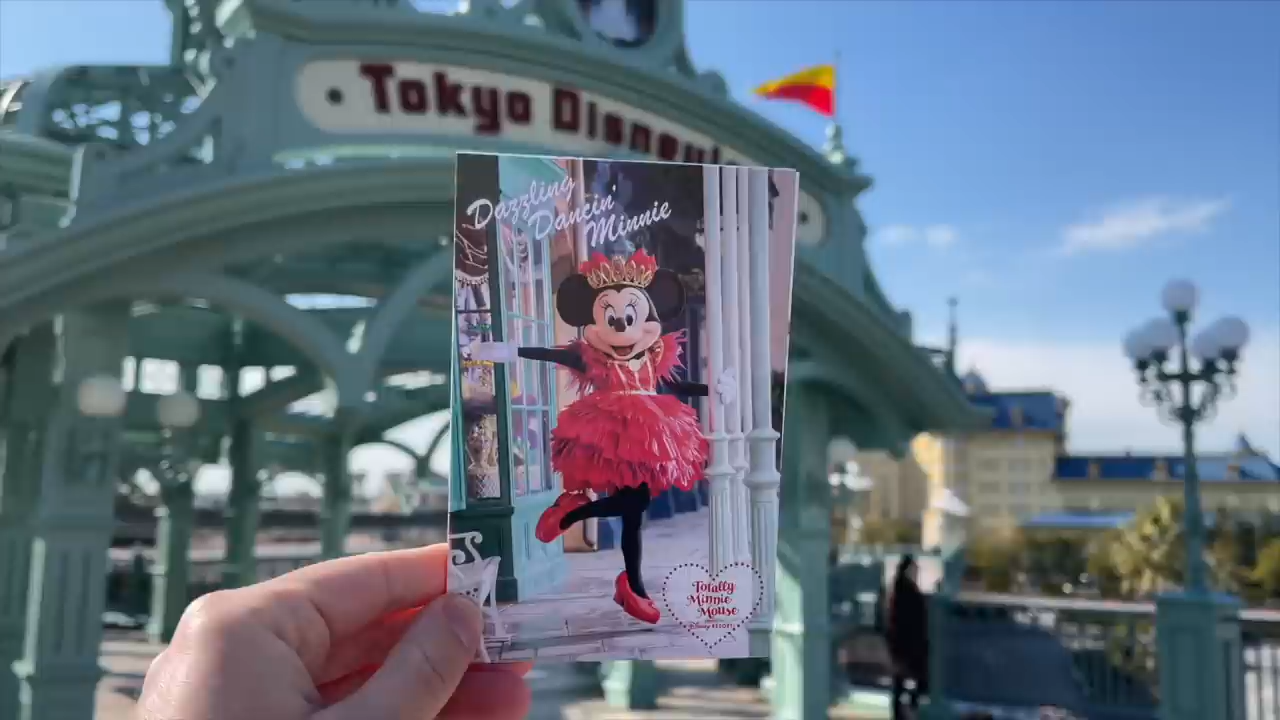 Tokyo Disney
Dazzling
Dancin'
Minnie
Totally
Minnie
Mouse
Disney RESORT